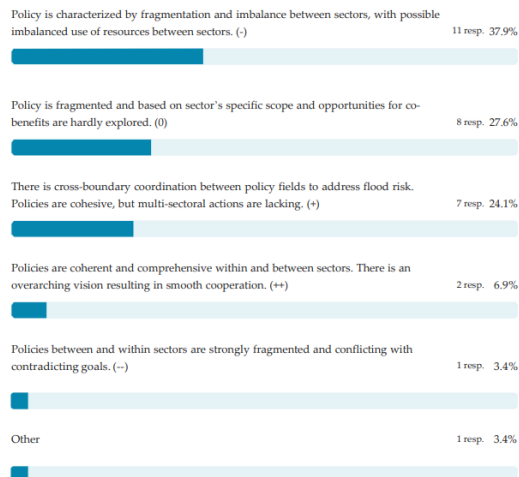 Policy is characterized by fragmentation and imbalance between sectors, with possible
imbalanced use of resources between sectors. (-) 11 resp. 37.9%
Policy is fragmented and based on sector's specific scope and opportunities for co-
benefits are hardly explored. (0) 8 resp. 27.6%
There is cross-boundary coordination between policy fields to address flood risk.
Policies are cohesive, but multi-sectoral actions are lacking. (+) 7 resp. 24.1%
Policies are coherent and comprehensive within and between sectors. There is an
overarching vision resulting in smooth cooperation. (++) 2 resp. 6.9%
Policies between and within sectors are strongly fragmented and conflicting with
contradicting goals. (--) 1 resp. 3.4%
Other 1 resp. 3.4%